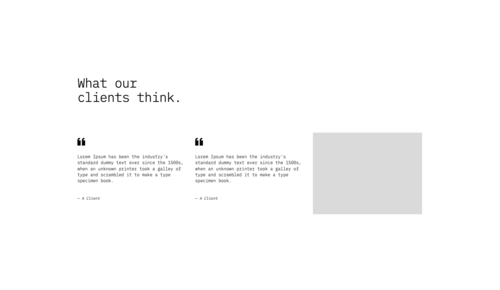 What our
clients think.
“
Lorem Ipsum has been the industry's
standard dummy text ever since the 1500s,
when an unknown printer took a galley of
type and scrambled it to make a type
specimen book.
— A client
“
Lorem Ipsum has been the industry's
standard dummy text ever since the 1500s,
when an unknown printer took a galley of
type and scrambled it to make a type
specimen book.
— A client